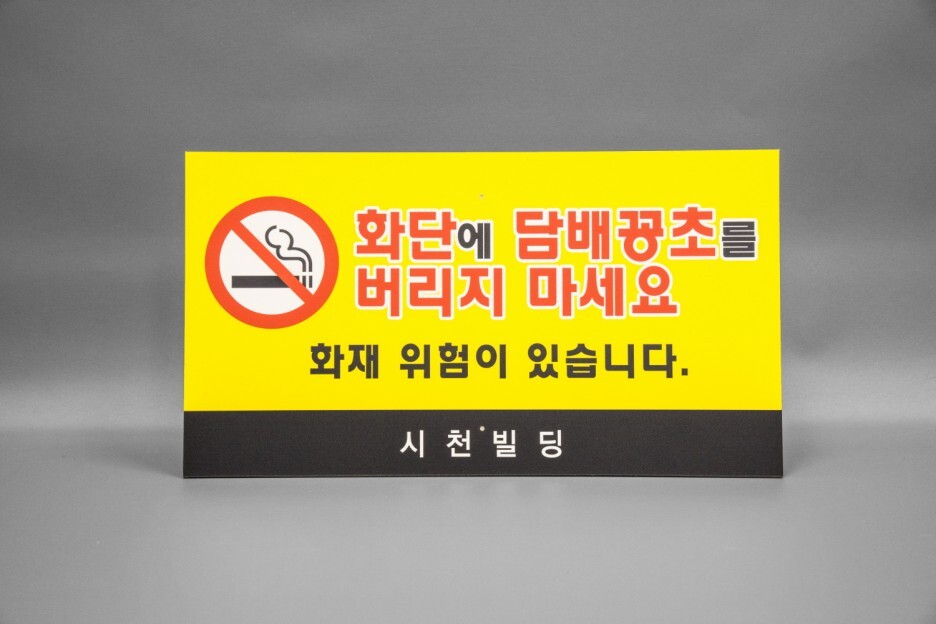 화단에 담배꽁초를
버리지 마세요
화재 위험이 있습니다.
시천빌딩